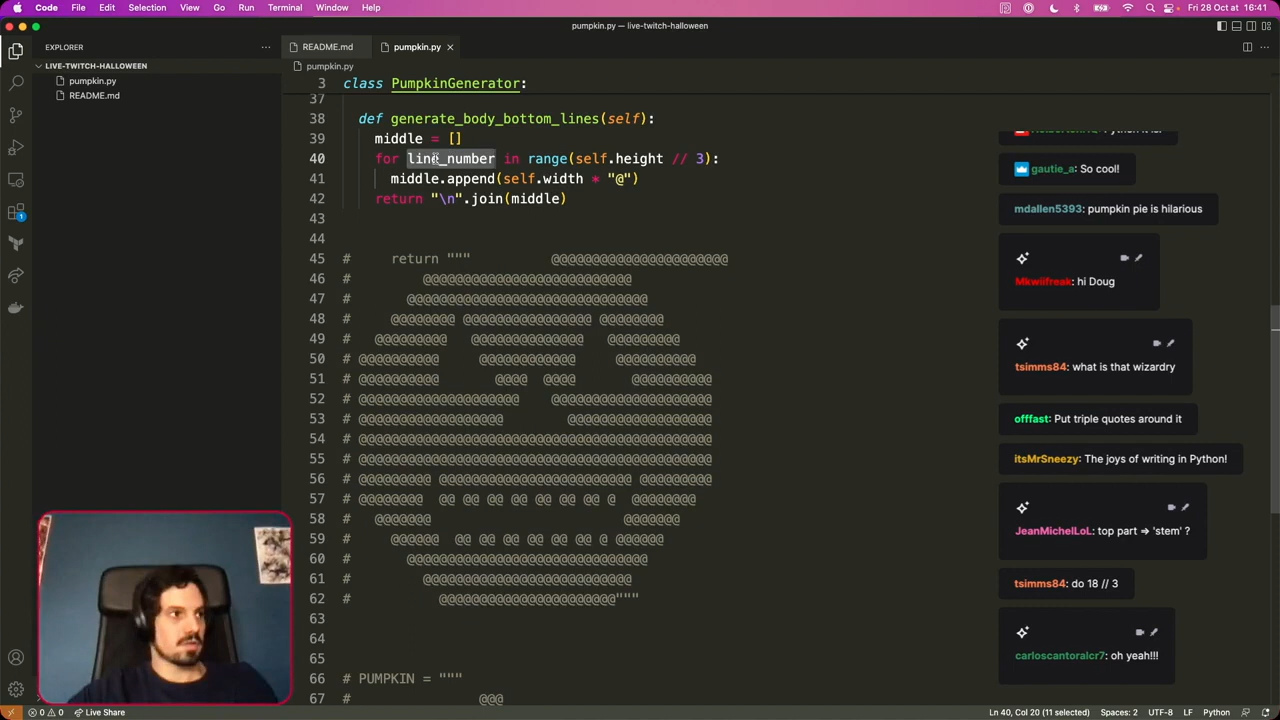 Code File Edit Selection View Go Run Terminal Window Help Fri 28 Oct at 16:41
pumpkin.py — live-twitch-halloween
EXPLORER
README.md pumpkin.py
LIVE-TWITCH-HALLOWEEN
pumpkin.py
pumpkin.py
README.md
3 class PumpkinGenerator:
37
38 def generate_body_bottom_lines(self):
39 middle = []
40 for line_number in range(self.height // 3):
41 middle.append(self.width * "@")
42 return "\n".join(middle)
43
44
45 # return """ @@@@@@@@@@@@@@@@@@@@@@
46 # @@@@@@@@@@@@@@@@@@@@@@@@@@
47 # @@@@@@@@@@@@@@@@@@@@@@@@@@@@@@
48 # @@@@@@@@ @@@@@@@@@@@@@@@@ @@@@@@@@
49 # @@@@@@@@@ @@@@@@@@@@@@@@ @@@@@@@@@
50 # @@@@@@@@@@ @@@@@@@@@@@@ @@@@@@@@@@
51 # @@@@@@@@@@ @@@@ @@@@ @@@@@@@@@@
52 # @@@@@@@@@@@@@@@@@@@@ @@@@@@@@@@@@@@@@@@@@
53 # @@@@@@@@@@@@@@@@@@ @@@@@@@@@@@@@@@@@@
54 # @@@@@@@@@@@@@@@@@@@@@@@@@@@@@@@@@@@@@@@@@@@@
55 # @@@@@@@@@@@@@@@@@@@@@@@@@@@@@@@@@@@@@@@@@@@@
56 # @@@@@@@@@ @@@@@@@@@@@@@@@@@@@@@@@@ @@@@@@@@@
57 # @@@@@@@@ @@ @@ @@ @@ @@ @@ @@ @ @@@@@@@@
58 # @@@@@@@ @@@@@@@
59 # @@@@@@ @@ @@ @@ @@ @@ @@ @ @@@@@@
60 # @@@@@@@@@@@@@@@@@@@@@@@@@@@@@@
61 # @@@@@@@@@@@@@@@@@@@@@@@@@@
62 # @@@@@@@@@@@@@@@@@@@@@@"""
63
64
65
66 # PUMPKIN = """
67 # @@@
gautie_a: So cool!
mdallen5393: pumpkin pie is hilarious
Mkwiifreak: hi Doug
tsimms84: what is that wizardry
offfast: Put triple quotes around it
itsMrSneezy: The joys of writing in Python!
JeanMichelLoL: top part => 'stem' ?
tsimms84: do 18 // 3
carloscantoralcr7: oh yeah!!!
1
0 0 Live Share Ln 40, Col 20 (11 selected) Spaces: 2 UTF-8 LF Python